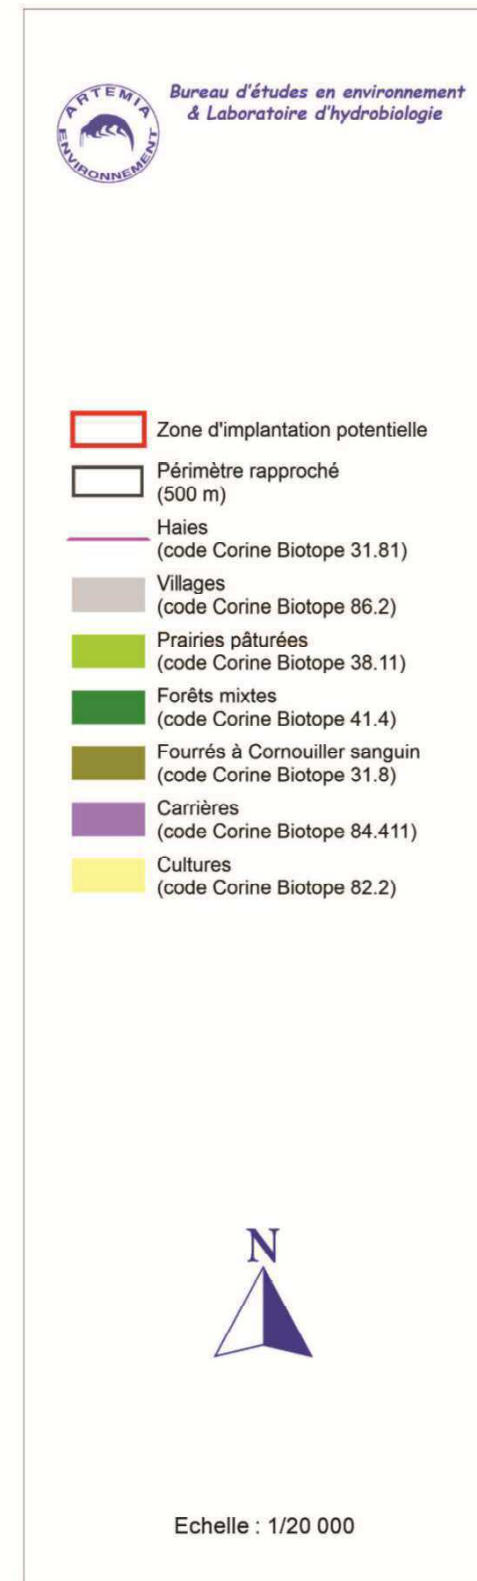 ARTEMIA
ENVIRONNEMENT
Bureau d'études en environnement
& Laboratoire d'hydrobiologie
Zone d'implantation potentielle
Périmètre rapproché
(500 m)
Haies
(code Corine Biotope 31.81)
Villages
(code Corine Biotope 86.2)
Prairies pâturées
(code Corine Biotope 38.11)
Forêts mixtes
(code Corine Biotope 41.4)
Fourrés à Cornouiller sanguin
(code Corine Biotope 31.8)
Carrières
(code Corine Biotope 84.411)
Cultures
(code Corine Biotope 82.2)
N
Echelle : 1/20 000